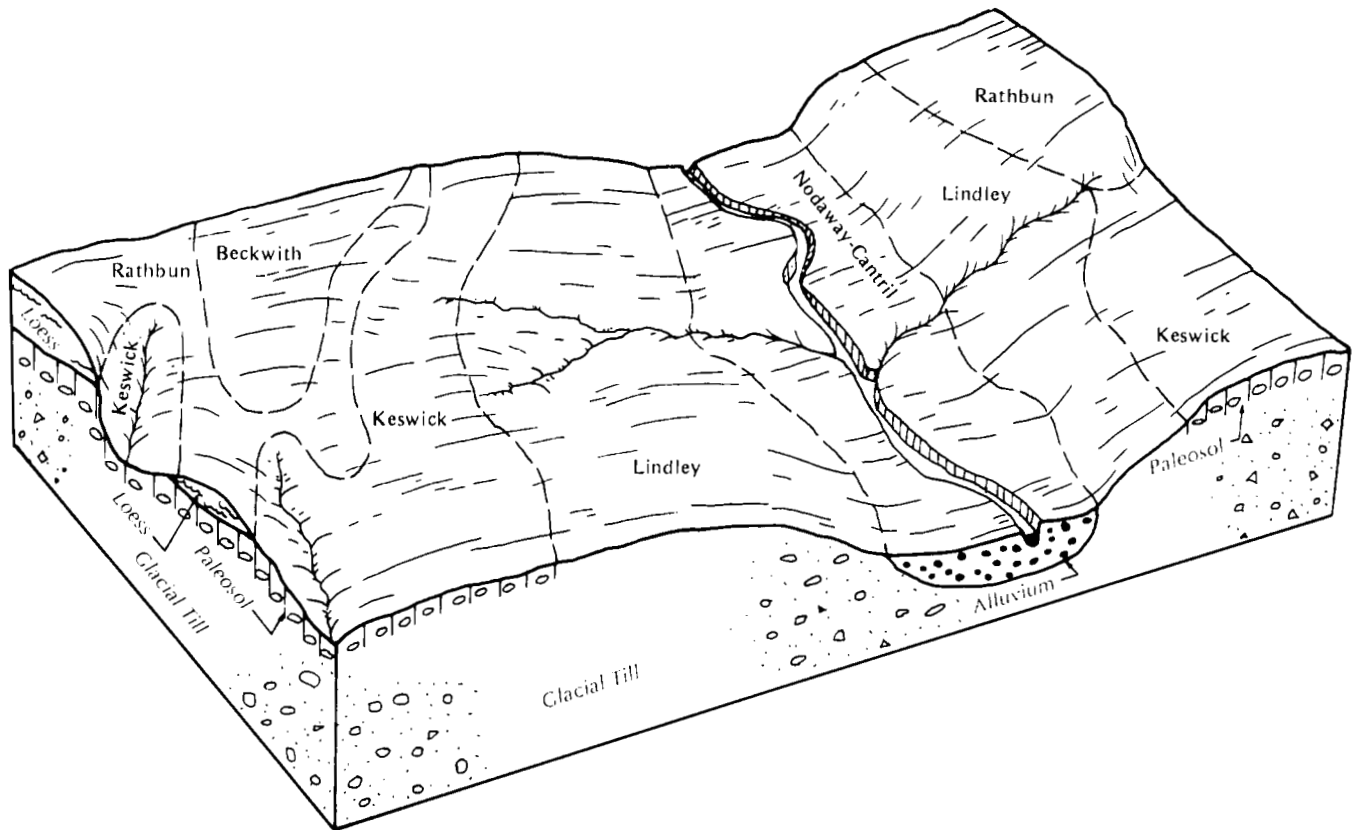 Rathbun
Lindley
Nodaway-Cantril
Beckwith
Rathbun
Loess
Keswick
Keswick
Keswick
Lindley
Paleosol
Loess
Glacial Till
Paleosol
Alluvium
Glacial Till